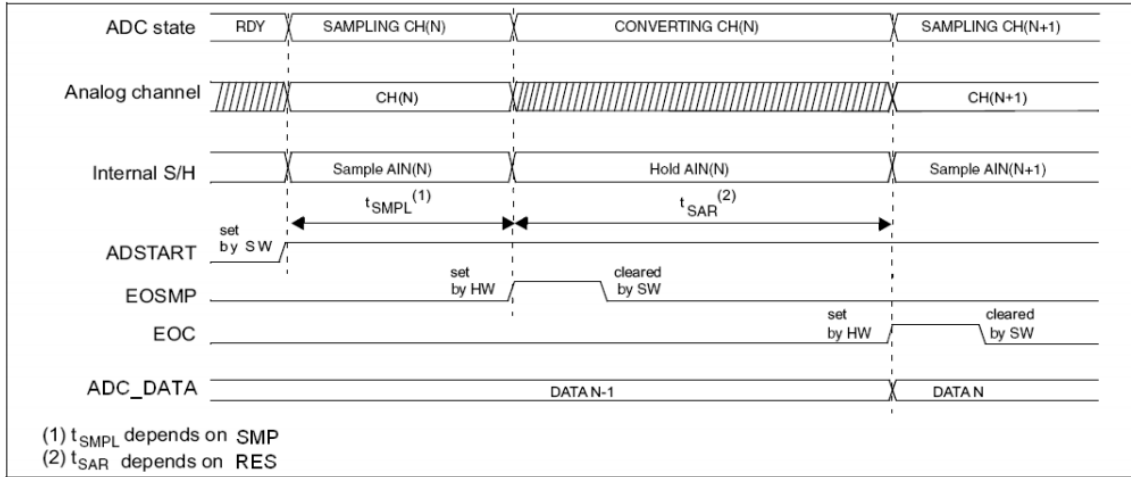 ADC state RDY SAMPLING CH(N) CONVERTING CH(N) SAMPLING CH(N+1)
Analog channel CH(N) CH(N+1)
Internal S/H Sample AIN(N) Hold AIN(N) Sample AIN(N+1)
tSMPL(1) tSAR(2)
set
by SW
ADSTART
set
by HW
cleared
by SW
EOSMP
set
by HW
cleared
by SW
EOC
ADC_DATA DATA N-1 DATA N
(1) tSMPL depends on SMP
(2) tSAR depends on RES